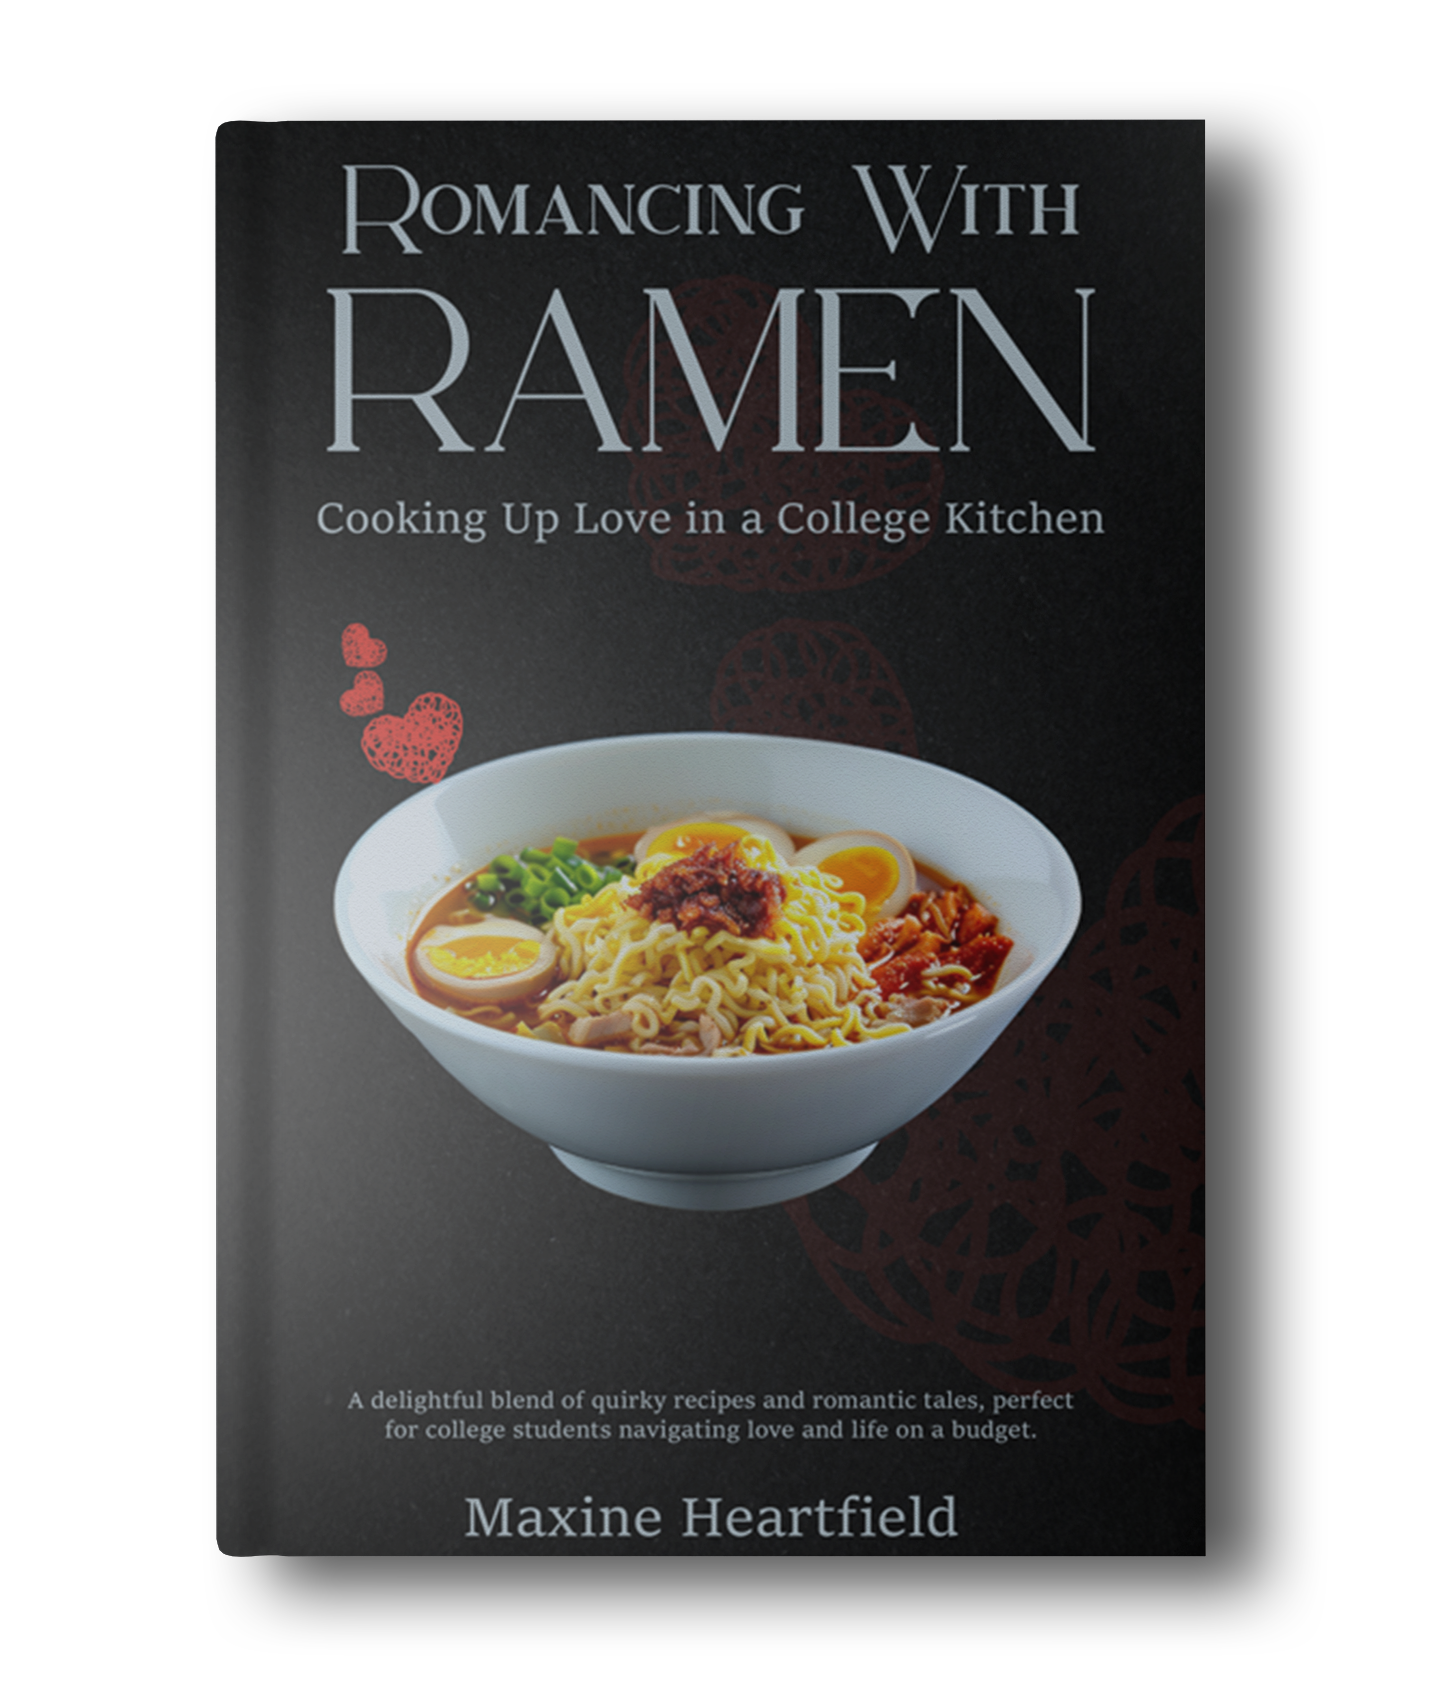 Romancing With
RAMEN
Cooking Up Love in a College Kitchen
A delightful blend of quirky recipes and romantic tales, perfect
for college students navigating love and life on a budget.
Maxine Heartfield